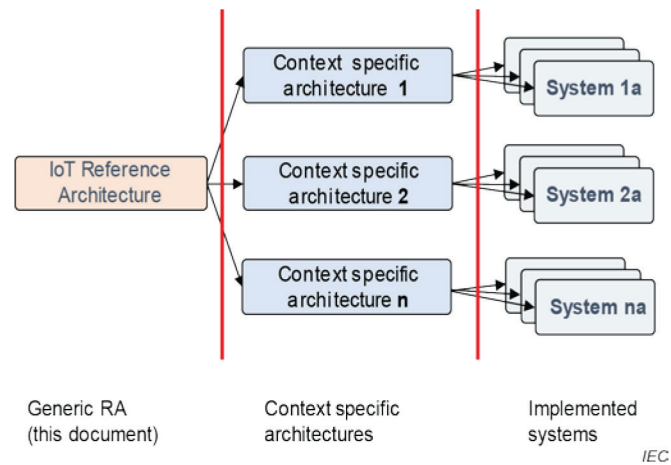 Context specific
architecture 1
System 1a
IoT Reference
Architecture
Context specific
architecture 2
System 2a
Context specific
architecture n
System na
Generic RA
(this document)
Context specific
architectures
Implemented
systems
IEC